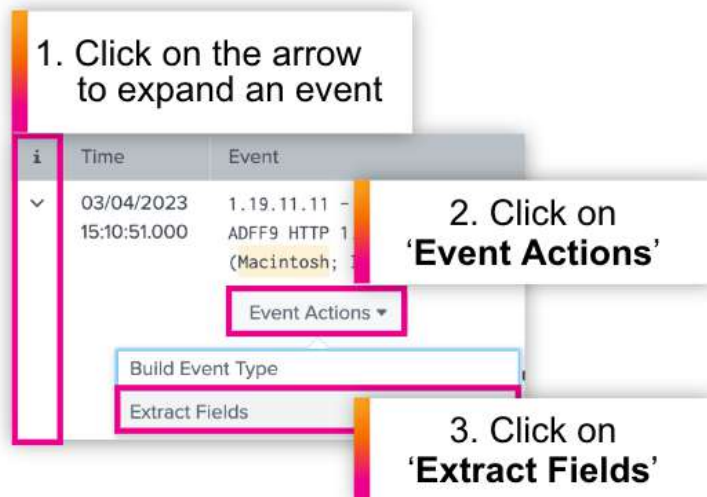 1. Click on the arrow
to expand an event
i Time Event
03/04/2023 1.19.11.11 -
15:10:51.000 ADFF9 HTTP 1
(Macintosh;
2. Click on
‘Event Actions’
Event Actions
Build Event Type
Extract Fields
3. Click on
‘Extract Fields’